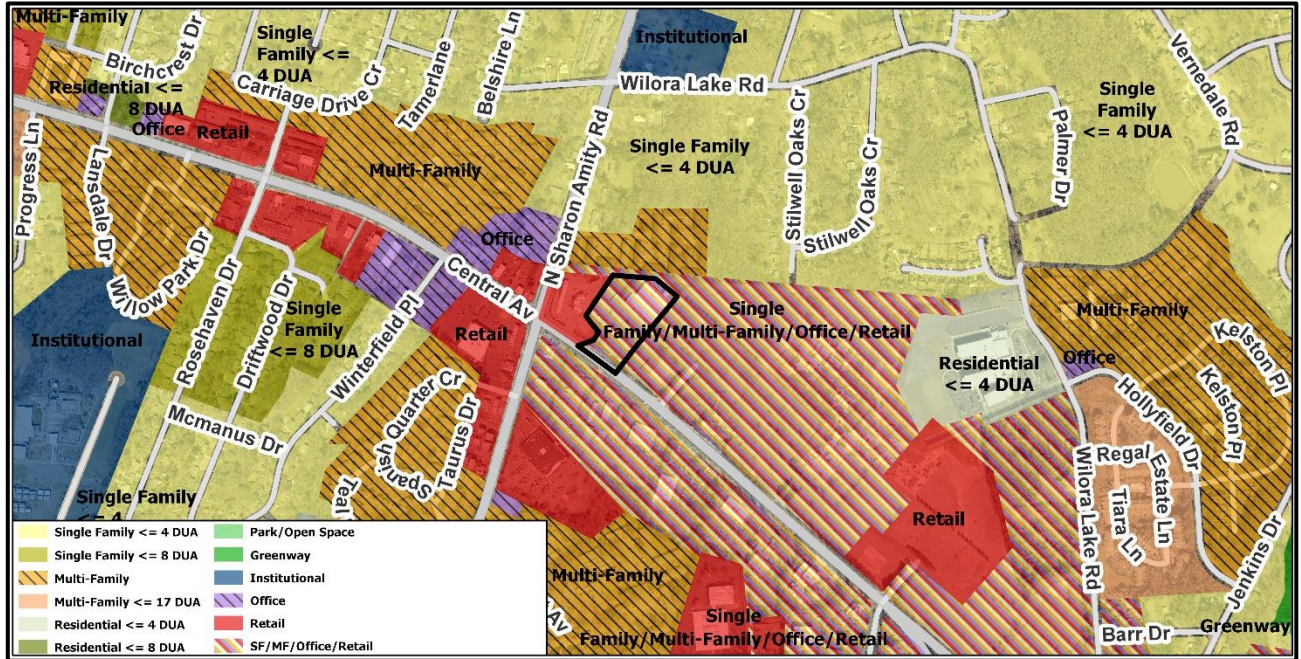 Multi-Family
Birchcrest Dr
Single
Family <=
4 DUA
Carriage Drive Cr
Tamerlane
Belshire Ln
Institutional
Wilora Lake Rd
Vernedale Rd
Residential <=
8 DUA
Office
Retail
Progress Ln
Lansdale Dr
Willow Park Dr
Multi-Family
N Sharon Amity Rd
Single Family
<= 4 DUA
Stilwell Oaks Cr
Stilwell Oaks Cr
Palmer Dr
Single
Family
<= 4 DUA
Office
Central Av
Institutional
Rosehaven Dr
Driftwood Dr
Single
Family
<= 8 DUA
Winterfield Pl
Retail
Single
Family/Multi-Family/Office/Retail
Residential
<= 4 DUA
Multi-Family
Office
Kelston Pl
Kelston Pl
Hollyfield Dr
Mcmanus Dr
Spanish Quarter Cr
Taurus Dr
Teal
Single Family
<= 4
Retail
Regal
Estate Ln
Tiara Ln
Wilora Lake Rd
Jenkins Dr
Multi-Family
Av
Single
Family/Multi-Family/Office/Retail
Barr Dr
Greenway
Single Family <= 4 DUA
Single Family <= 8 DUA
Multi-Family
Multi-Family <= 17 DUA
Residential <= 4 DUA
Residential <= 8 DUA
Park/Open Space
Greenway
Institutional
Office
Retail
SF/MF/Office/Retail